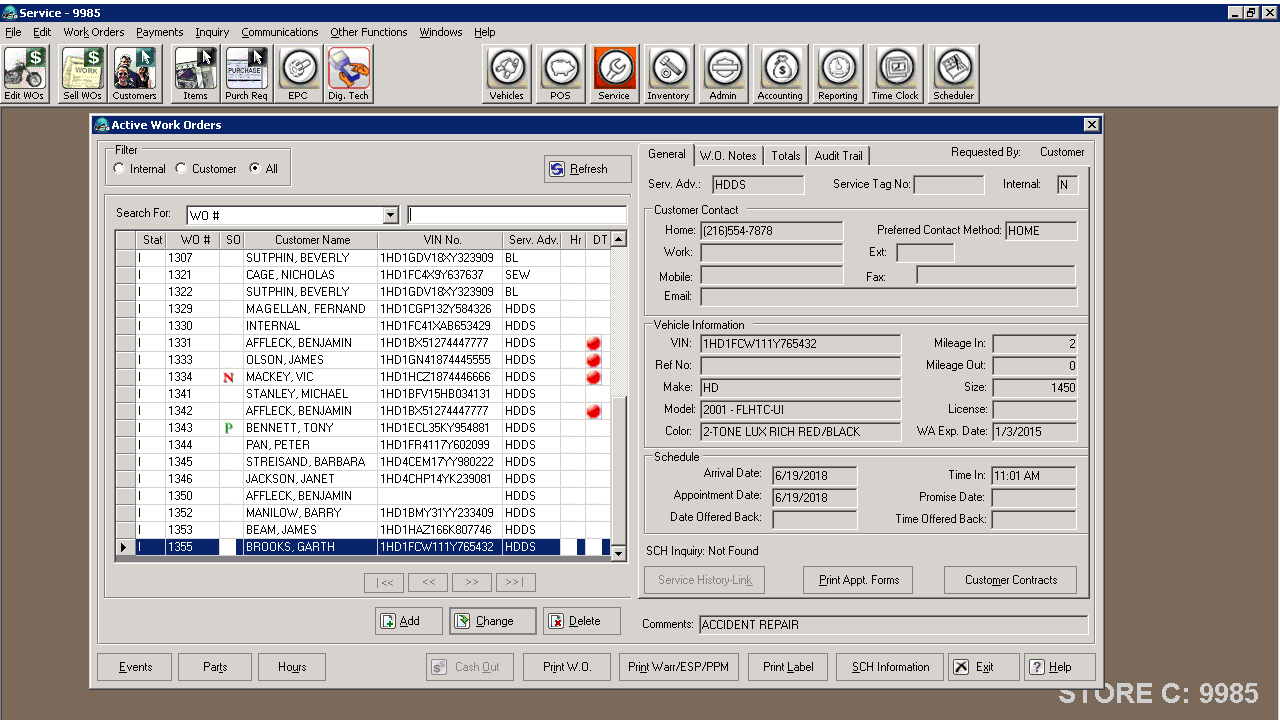 Service - 9985
File Edit Work Orders Payments Inquiry Communications Other Functions Windows Help
WORK PURCHASE
Edit WOs Sell WOs Customers Items Purch Req EPC Dig. Tech Vehicles POS Service Inventory Admin Accounting Reporting Time Clock Scheduler
Active Work Orders
Filter
Internal Customer All
Refresh
Search For: WO #
Stat WO # SO Customer Name VIN No. Serv. Adv. Hr DT
I 1307 SUTPHIN, BEVERLY 1HD1GDV18XY323909 BL
I 1321 CAGE, NICHOLAS 1HD1FC4X9Y637637 SEW
I 1322 SUTPHIN, BEVERLY 1HD1GDV18XY323909 BL
I 1329 MAGELLAN, FERNAND 1HD1CGP132Y584326 HDDS
I 1330 INTERNAL 1HD1FC41XAB653429 HDDS
I 1331 AFFLECK, BENJAMIN 1HD1BX51274447777 HDDS
I 1333 OLSON, JAMES 1HD1GN41874445555 HDDS
I 1334 N MACKEY, VIC 1HD1HCZ1874446666 HDDS
I 1341 STANLEY, MICHAEL 1HD1BFV15HB034131 HDDS
I 1342 AFFLECK, BENJAMIN 1HD1BX51274447777 HDDS
I 1343 P BENNETT, TONY 1HD1ECL35KY954881 HDDS
I 1344 PAN, PETER 1HD1FR4117Y602099 HDDS
I 1345 STREISAND, BARBARA 1HD4CEM17YY980222 HDDS
I 1346 JACKSON, JANET 1HD4CHP14YK239081 HDDS
I 1350 AFFLECK, BENJAMIN HDDS
I 1352 MANILOW, BARRY 1HD1BMY31YY233409 HDDS
I 1353 BEAM, JAMES 1HD1HAZ166K807746 HDDS
I 1355 BROOKS, GARTH 1HD1FCW111Y765432 HDDS
|<< << >> >>|
Add Change Delete
General W.O. Notes Totals Audit Trail Requested By: Customer
Serv. Adv.: HDDS Service Tag No: Internal: N
Customer Contact
Home: (216)554-7878 Preferred Contact Method: HOME
Work: Ext:
Mobile: Fax:
Email:
Vehicle Information
VIN: 1HD1FCW111Y765432 Mileage In: 2
Ref No: Mileage Out: 0
Make: HD Size: 1450
Model: 2001 - FLHTC-UI License:
Color: 2-TONE LUX RICH RED/BLACK WA Exp. Date: 1/3/2015
Schedule
Arrival Date: 6/19/2018 Time In: 11:01 AM
Appointment Date: 6/19/2018 Promise Date:
Date Offered Back: Time Offered Back:
SCH Inquiry: Not Found
Service History-Link Print Appt. Forms Customer Contracts
Comments: ACCIDENT REPAIR
Events Parts Hours Cash Out Print W.O. Print Warr/ESP/PPM Print Label SCH Information Exit Help
STORE C: 9985